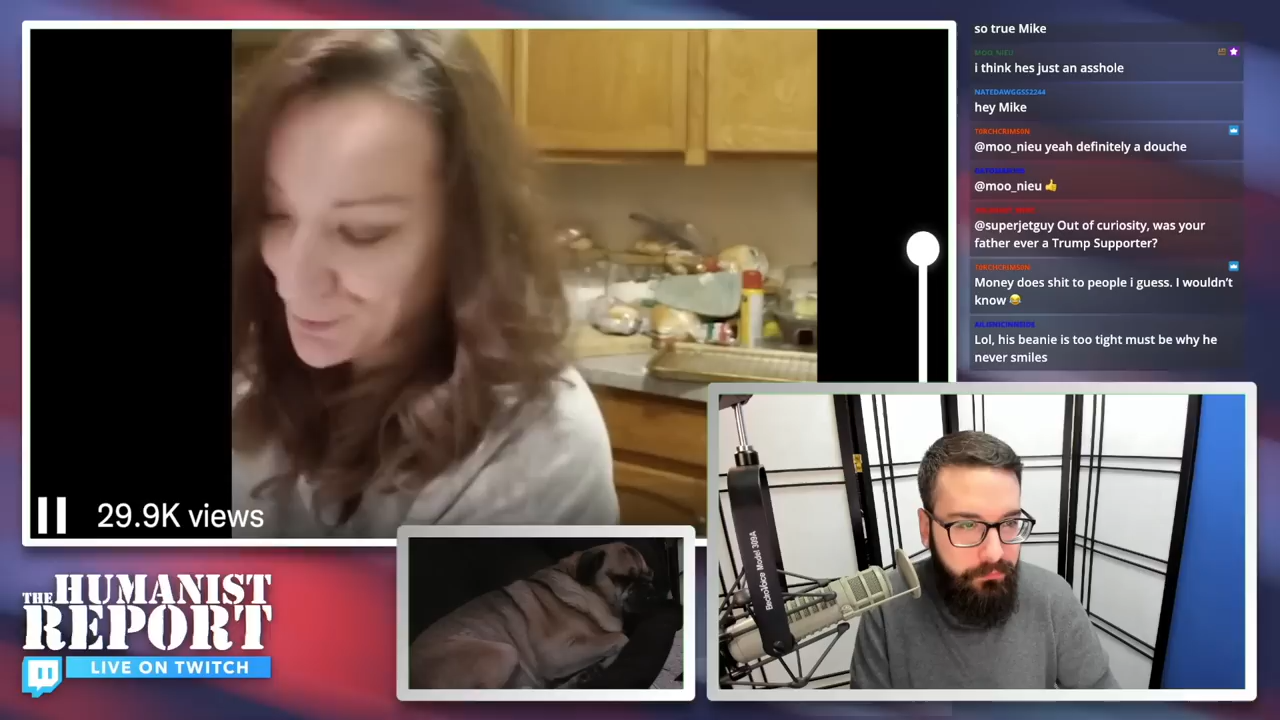 so true Mike
MOO_NIEU
i think hes just an asshole
NATEDAWGGSS2244
hey Mike
T0RCHCRIMS0N
@moo_nieu yeah definitely a douche
@moo_nieu 👍
@superjetguy Out of curiosity, was your
father ever a Trump Supporter?
T0RCHCRIMS0N
Money does shit to people i guess. I wouldn't
know 😂
Lol, his beanie is too tight must be why he
never smiles
29.9K views
THE HUMANIST
REPORT
LIVE ON TWITCH